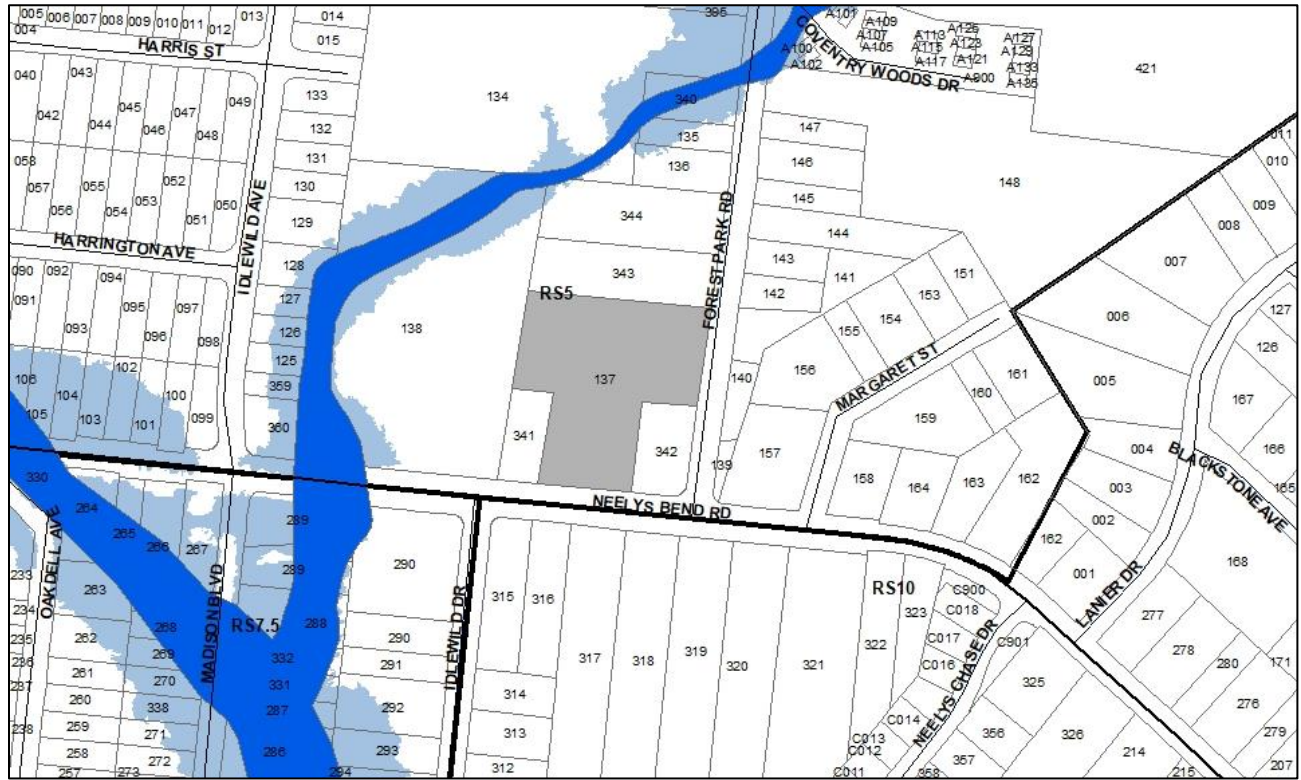 005 006 007 008 009 010 011 012 013 014
004 015
HARRIS ST
395
A101 A109
A107
A105
A113 A125
A115 A123
A117 A121
A127
A129
A133
A135
A100
A102
A900
COVENTRY WOODS DR
421
040 043 045 047 049
042 044 046 048
133
132
131
130
129
134
340
135
136
147
146
145
148
011
010
009
008
007
058
057 055 052 050
056 054 053 051
IDLEWILD AVE
HARRINGTON AVE
FOREST PARK RD
344
343
144
143
142
141
151
153
154
155
156
090 092 094
091 095 097
093 096 098
102
106 104 100
105 103 101 099
128
127
126
125
359
360
138
RS5
137
341
342
140
139
157
MARGARET ST
161
160
159
158
164
163
162
006
005
004
003
002
001
162
127
126
167
166
165
168
BLACKSTONE AVE
LANIER DR
NEELYS BEND RD
330
264
265
266
267
289
289
290
290
291
292
293
294
288
OAKDELL AVE
MADISON BLVD
IDLEWILD DR
RS7.5
233
234
235
236
237
238
263
262
261
260
259
258
257
268
269
270
338
271
272
273
332
331
287
286
315 316
314
313
312
317 318 319 320 321 322 323
RS10
C900
C018
C017
C016
C014
C013
C012
C011
C901
NEELYS CHASE DR
325
356
357
358
326
214
215
277
278
280
171
276
279
207